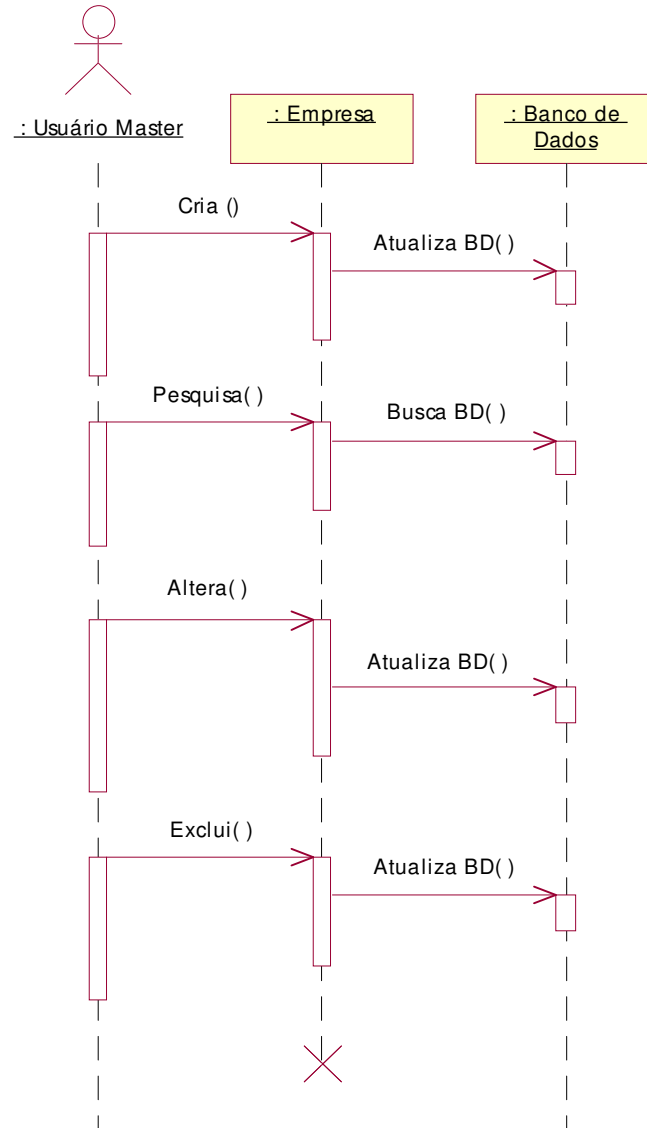 : Usuário Master
: Empresa
: Banco de
Dados
Cria ()
Atualiza BD( )
Pesquisa( )
Busca BD( )
Altera( )
Atualiza BD( )
Exclui( )
Atualiza BD( )